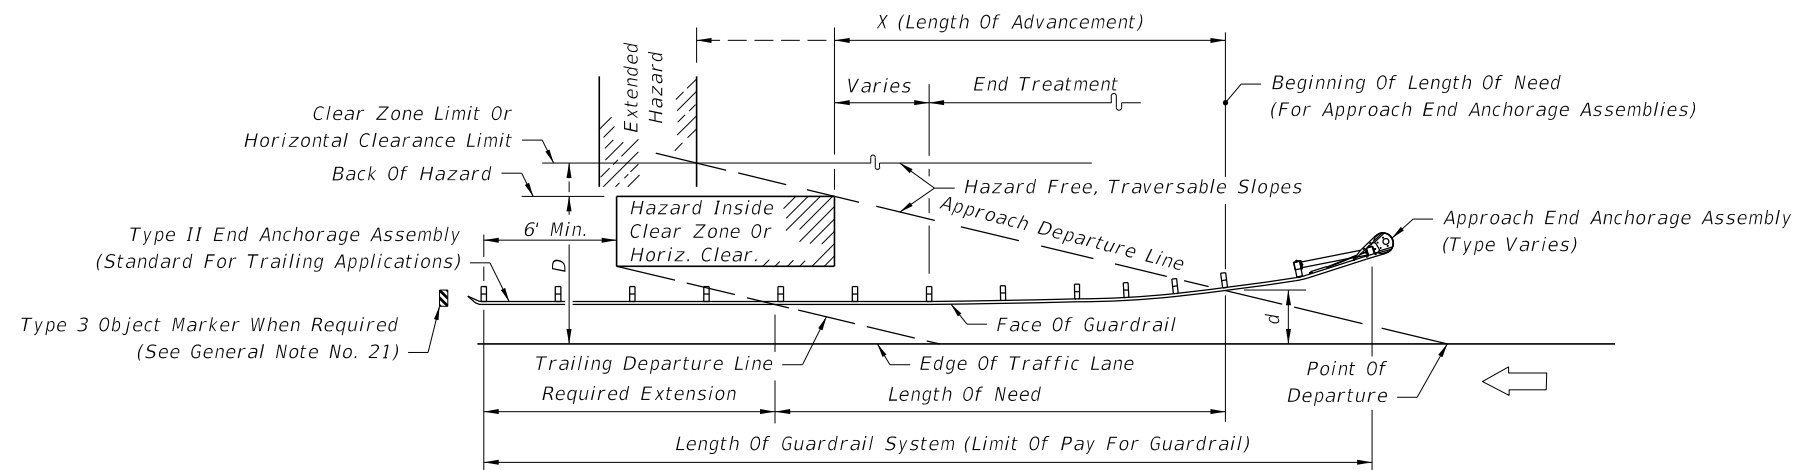 X (Length Of Advancement)
Extended
Hazard
Varies
End Treatment
Beginning Of Length Of Need
(For Approach End Anchorage Assemblies)
Clear Zone Limit Or
Horizontal Clearance Limit
Back Of Hazard
Hazard Free, Traversable Slopes
Hazard Inside
Clear Zone Or
Horiz. Clear.
6' Min.
D
Approach Departure Line
Approach End Anchorage Assembly
(Type Varies)
Type II End Anchorage Assembly
(Standard For Trailing Applications)
Type 3 Object Marker When Required
(See General Note No. 21)
Face Of Guardrail
d
Trailing Departure Line
Edge Of Traffic Lane
Point Of
Departure
Required Extension
Length Of Need
Length Of Guardrail System (Limit Of Pay For Guardrail)